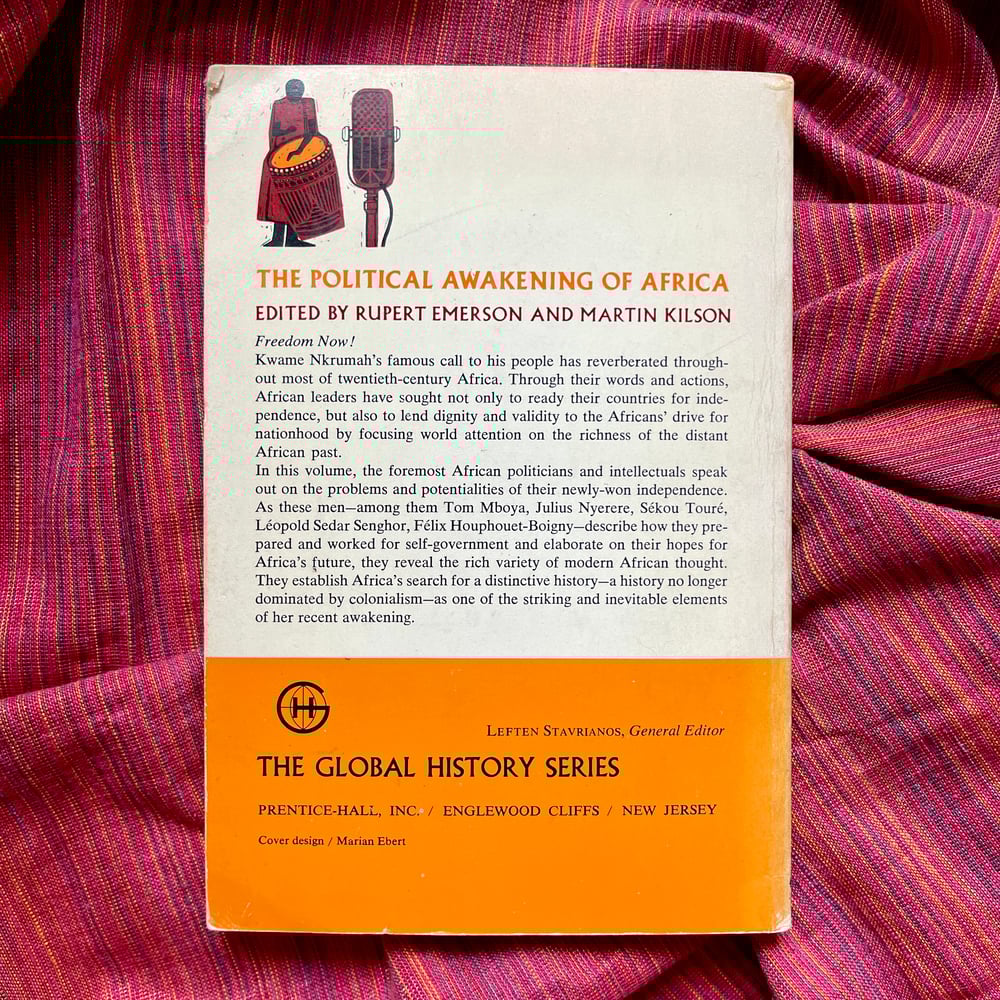 THE POLITICAL AWAKENING OF AFRICA
EDITED BY RUPERT EMERSON AND MARTIN KILSON
Freedom Now!
Kwame Nkrumah's famous call to his people has reverberated through-
out most of twentieth-century Africa. Through their words and actions,
African leaders have sought not only to ready their countries for inde-
pendence, but also to lend dignity and validity to the Africans' drive for
nationhood by focusing world attention on the richness of the distant
African past.
In this volume, the foremost African politicians and intellectuals speak
out on the problems and potentialities of their newly-won independence.
As these men—among them Tom Mboya, Julius Nyerere, Sékou Touré,
Léopold Sedar Senghor, Félix Houphouet-Boigny—describe how they pre-
pared and worked for self-government and elaborate on their hopes for
Africa's future, they reveal the rich variety of modern African thought.
They establish Africa's search for a distinctive history—a history no longer
dominated by colonialism—as one of the striking and inevitable elements
of her recent awakening.
GH
LEFTEN STAVRIANOS, General Editor
THE GLOBAL HISTORY SERIES
PRENTICE-HALL, INC. / ENGLEWOOD CLIFFS / NEW JERSEY
Cover design / Marian Ebert